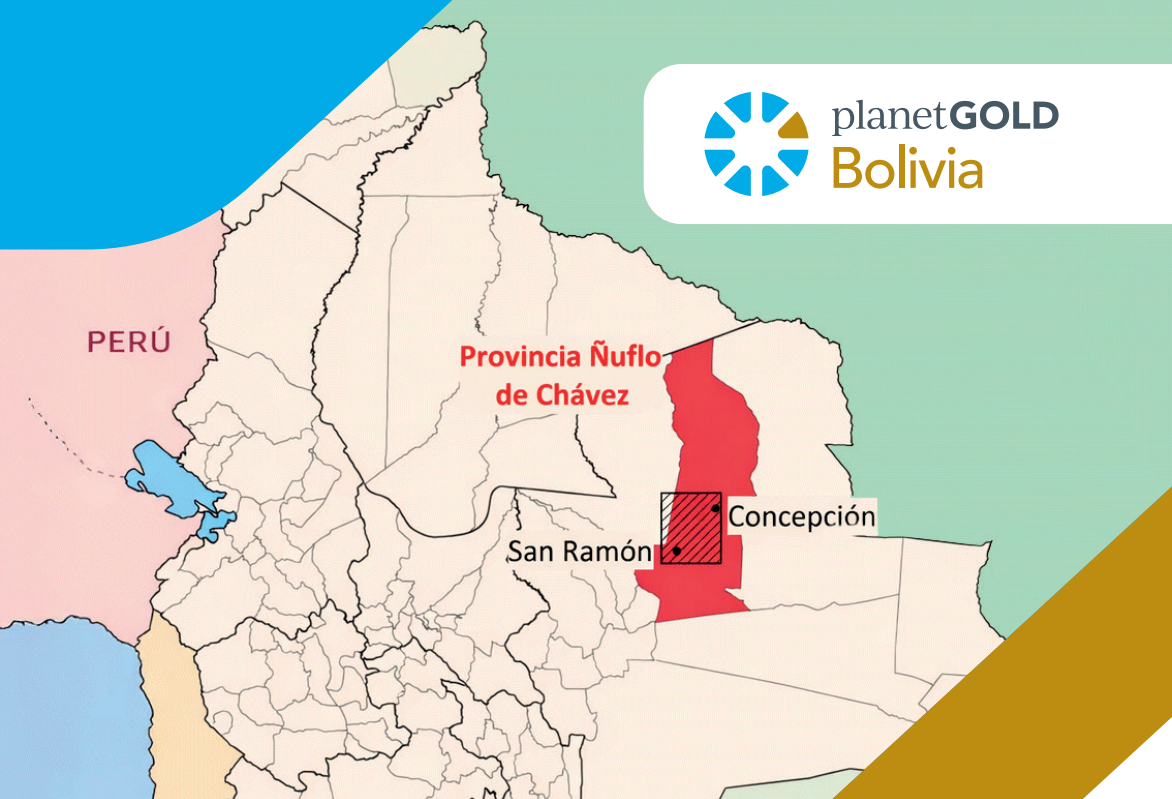 planetGOLD
Bolivia
PERÚ
Provincia Ñuflo
de Chávez
Concepción
San Ramón